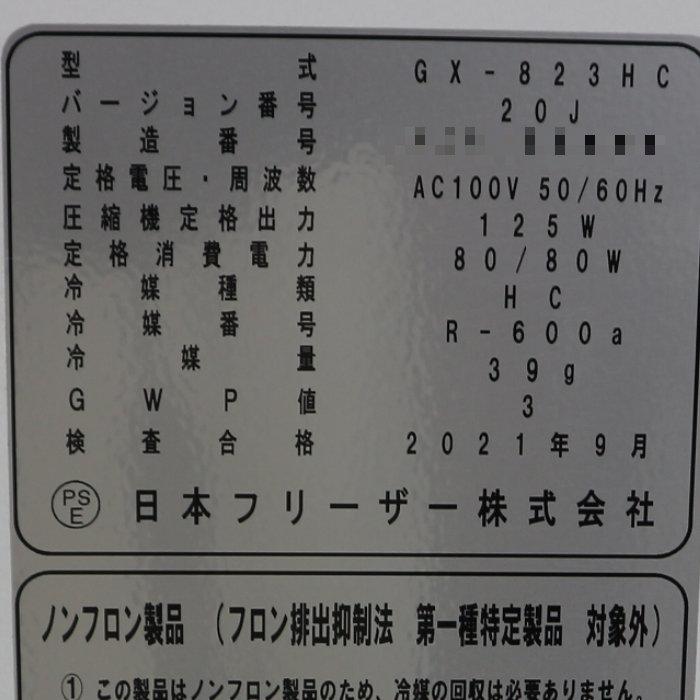 型式 GX-823HC
バージョン番号 20J
製造番号
定格電圧・周波数 AC100V 50/60Hz
圧縮機定格出力 125W
定格消費電力 80/80W
冷媒種類 HC
冷媒番号 R-600a
冷媒量 39g
GWP値 3
検査合格 2021年9月
PSE 日本フリーザー株式会社
ノンフロン製品 (フロン排出抑制法 第一種特定製品 対象外)
① この製品はノンフロン製品のため、冷媒の回収は必要ありません。